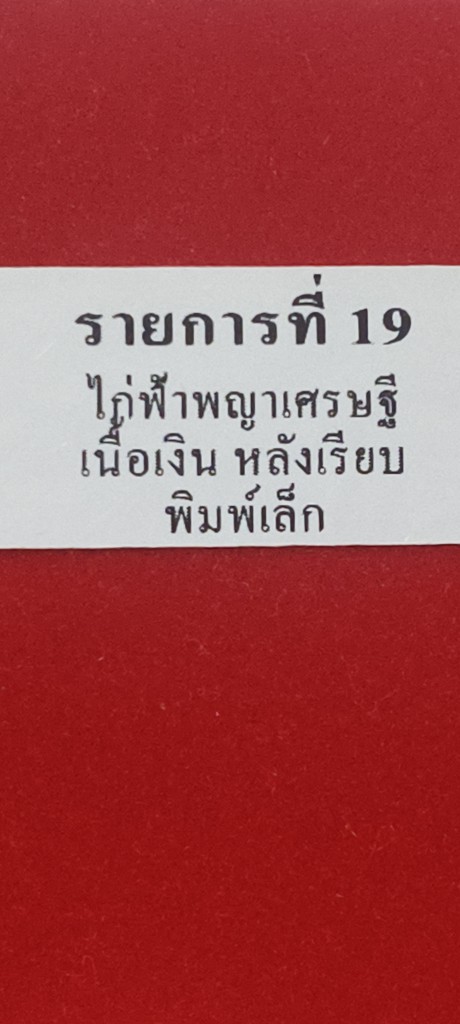 รายการที่ 19
ไก่ฟ้าพญาเศรษฐี
เนื้อเงิน หลังเรียบ
พิมพ์เล็ก